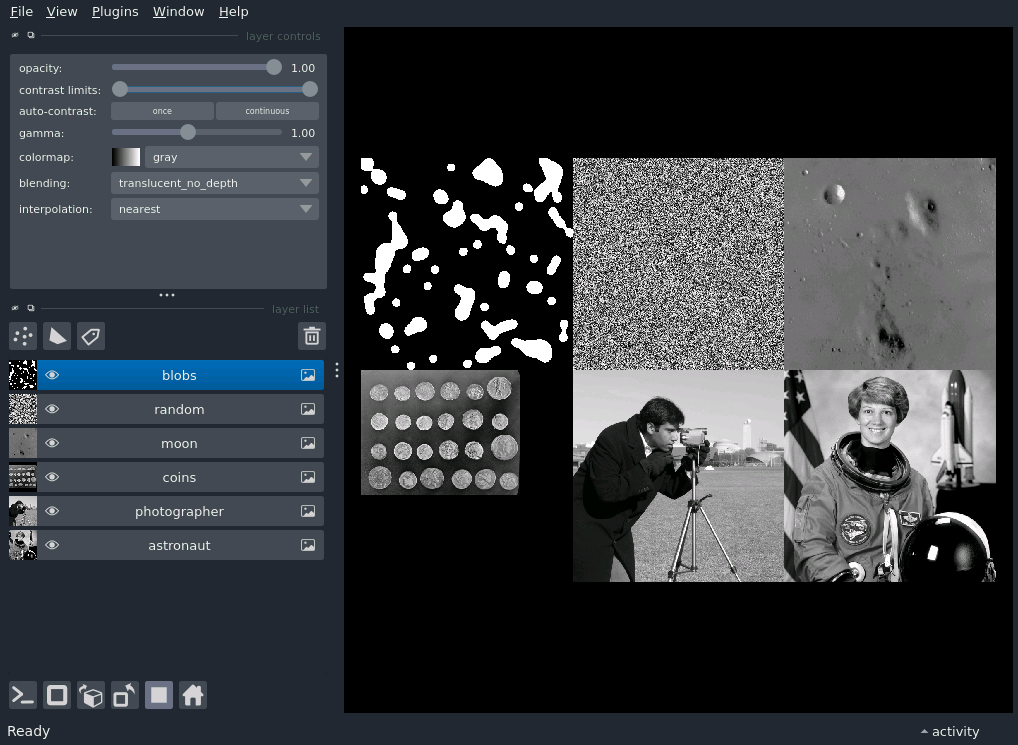 File View Plugins Window Help
layer controls
opacity: 1.00
contrast limits:
auto-contrast: once continuous
gamma: 1.00
colormap: gray
blending: translucent_no_depth
interpolation: nearest
layer list
blobs
random
moon
coins
photographer
astronaut
Ready
activity